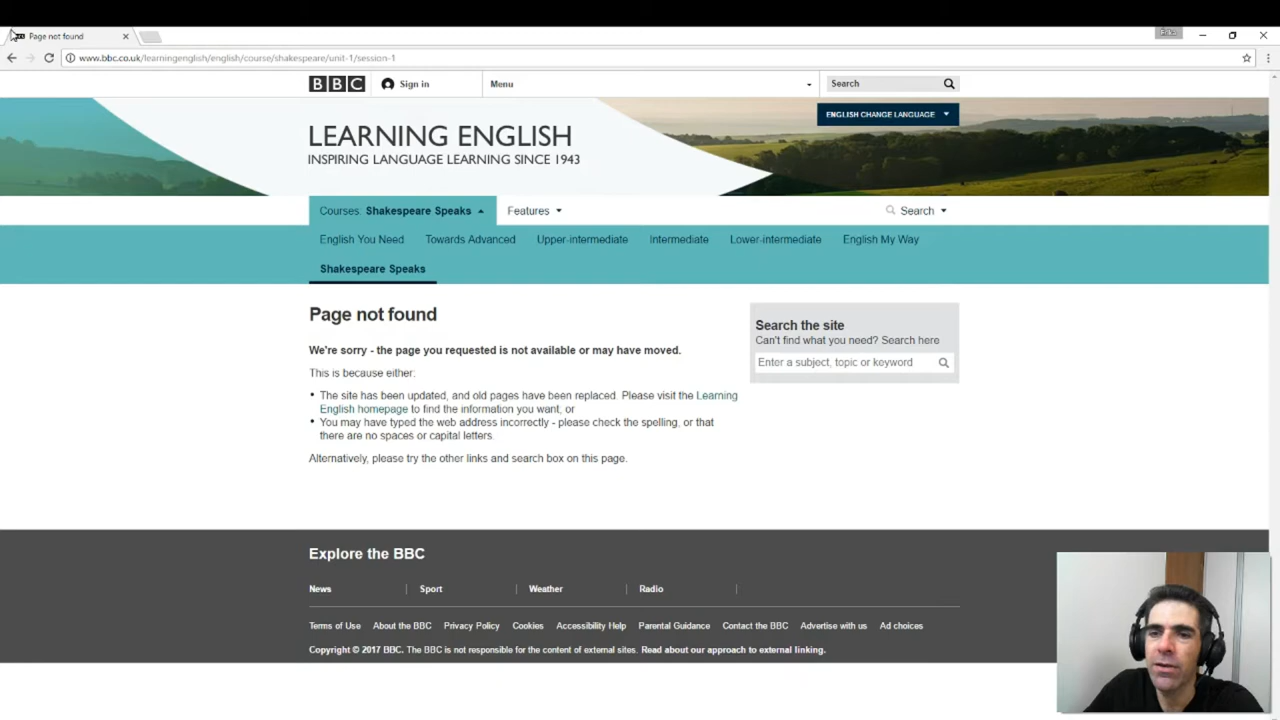 Page not found
www.bbc.co.uk/learningenglish/english/course/shakespeare/unit-1/session-1
BBC Sign in Menu Search
ENGLISH CHANGE LANGUAGE
LEARNING ENGLISH
INSPIRING LANGUAGE LEARNING SINCE 1943
Courses: Shakespeare Speaks Features Search
English You Need Towards Advanced Upper-intermediate Intermediate Lower-intermediate English My Way
Shakespeare Speaks
Page not found
We're sorry - the page you requested is not available or may have moved.
This is because either:
• The site has been updated, and old pages have been replaced. Please visit the Learning
English homepage to find the information you want, or
• You may have typed the web address incorrectly - please check the spelling, or that
there are no spaces or capital letters.
Alternatively, please try the other links and search box on this page.
Search the site
Can't find what you need? Search here
Enter a subject, topic or keyword
Explore the BBC
News Sport Weather Radio
Terms of Use About the BBC Privacy Policy Cookies Accessibility Help Parental Guidance Contact the BBC Advertise with us Ad choices
Copyright © 2017 BBC. The BBC is not responsible for the content of external sites. Read about our approach to external linking.